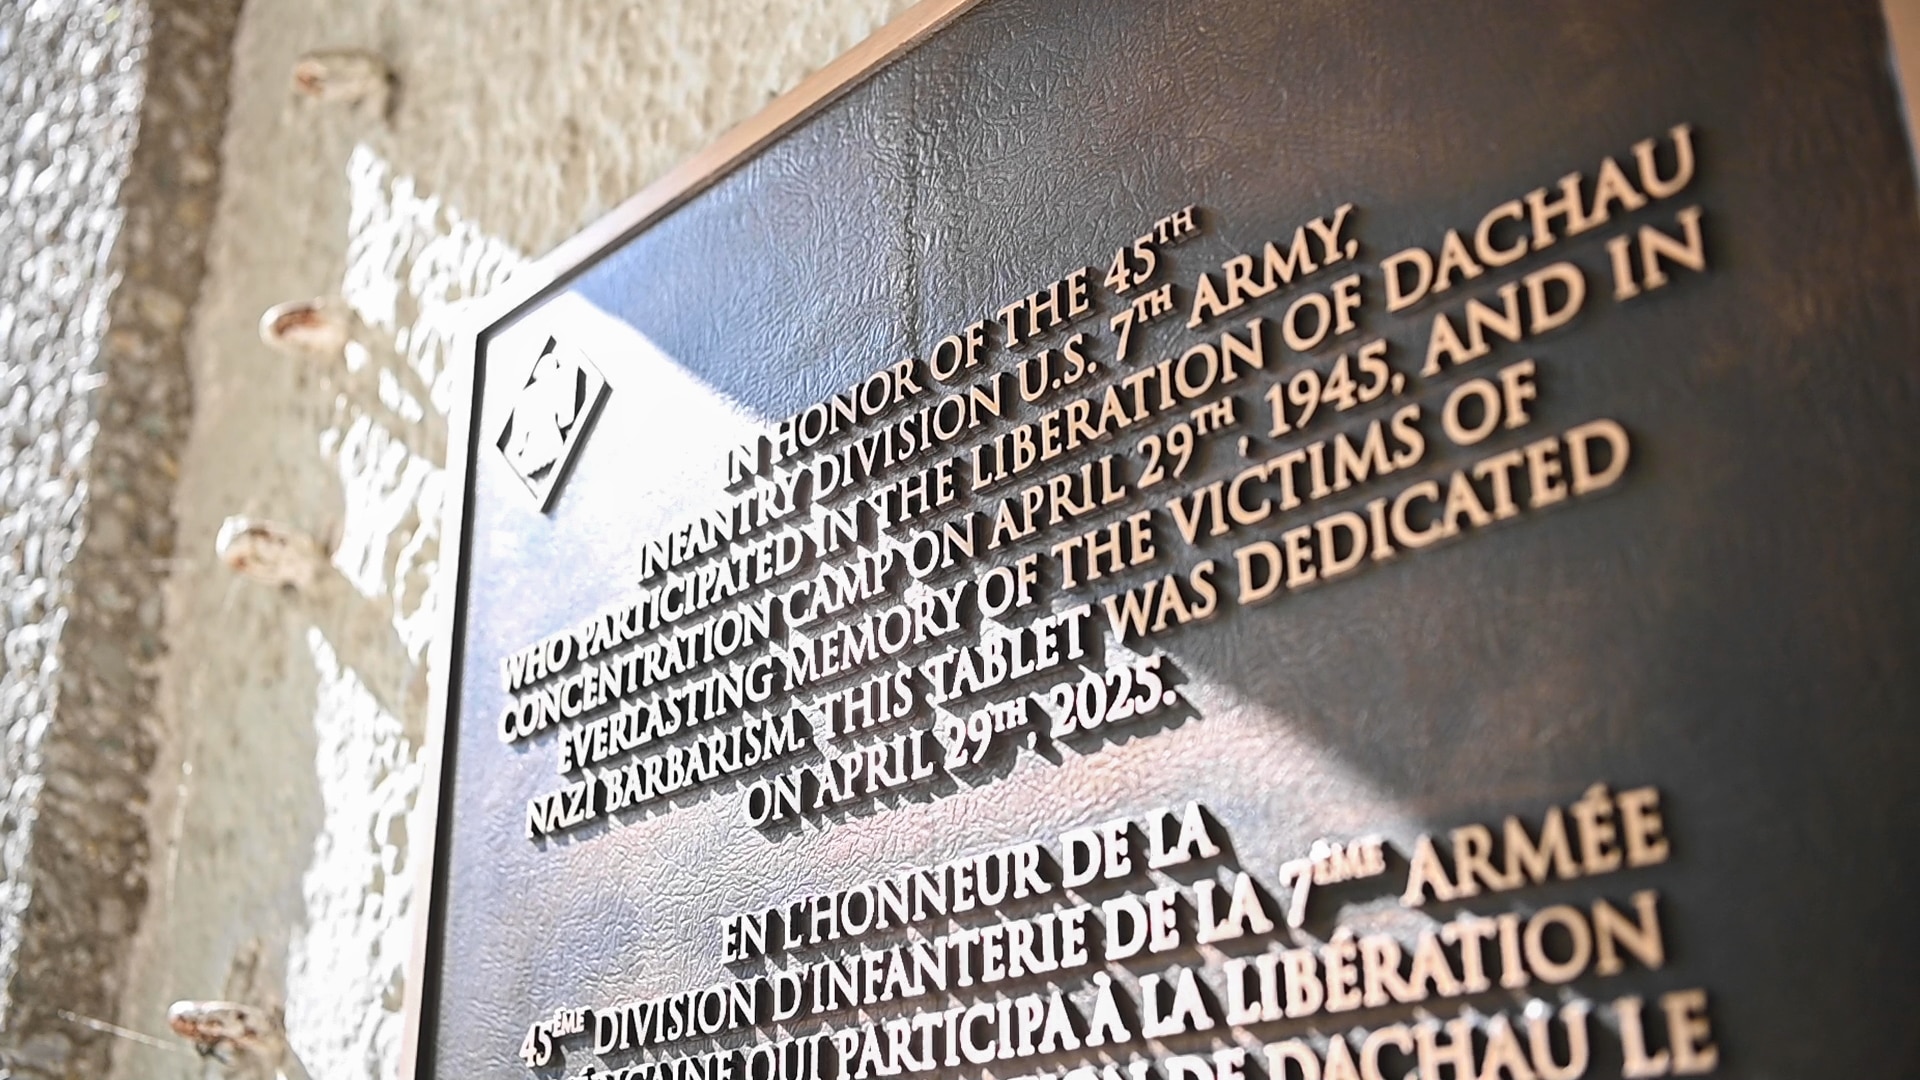 IN HONOR OF THE 45TH
INFANTRY DIVISION U.S. 7TH ARMY,
WHO PARTICIPATED IN THE LIBERATION OF DACHAU
CONCENTRATION CAMP ON APRIL 29TH, 1945, AND IN
EVERLASTING MEMORY OF THE VICTIMS OF
NAZI BARBARISM. THIS TABLET WAS DEDICATED
ON APRIL 29TH, 2025.
EN L'HONNEUR DE LA
45ÈME DIVISION D'INFANTERIE DE LA 7ÈME ARMÉE
QUI PARTICIPA À LA LIBÉRATION
DE DACHAU LE